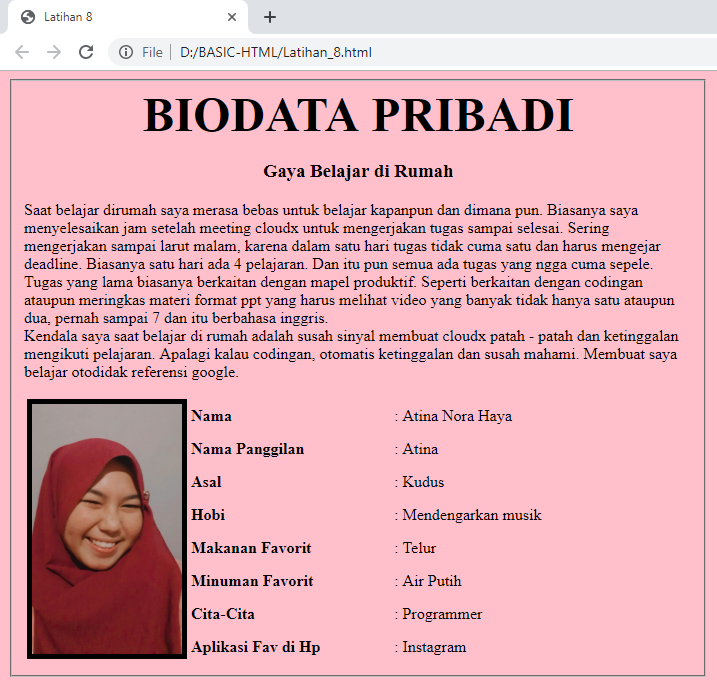 Latihan 8
File | D:/BASIC-HTML/Latihan_8.html
BIODATA PRIBADI
Gaya Belajar di Rumah
Saat belajar dirumah saya merasa bebas untuk belajar kapanpun dan dimana pun. Biasanya saya
menyelesaikan jam setelah meeting cloudx untuk mengerjakan tugas sampai selesai. Sering
mengerjakan sampai larut malam, karena dalam satu hari tugas tidak cuma satu dan harus mengejar
deadline. Biasanya satu hari ada 4 pelajaran. Dan itu pun semua ada tugas yang ngga cuma sepele.
Tugas yang lama biasanya berkaitan dengan mapel produktif. Seperti berkaitan dengan codingan
ataupun meringkas materi format ppt yang harus melihat video yang banyak tidak hanya satu ataupun
dua, pernah sampai 7 dan itu berbahasa inggris.
Kendala saya saat belajar di rumah adalah susah sinyal membuat cloudx patah - patah dan ketinggalan
mengikuti pelajaran. Apalagi kalau codingan, otomatis ketinggalan dan susah mahami. Membuat saya
belajar otodidak referensi google.
Nama : Atina Nora Haya
Nama Panggilan : Atina
Asal : Kudus
Hobi : Mendengarkan musik
Makanan Favorit : Telur
Minuman Favorit : Air Putih
Cita-Cita : Programmer
Aplikasi Fav di Hp : Instagram